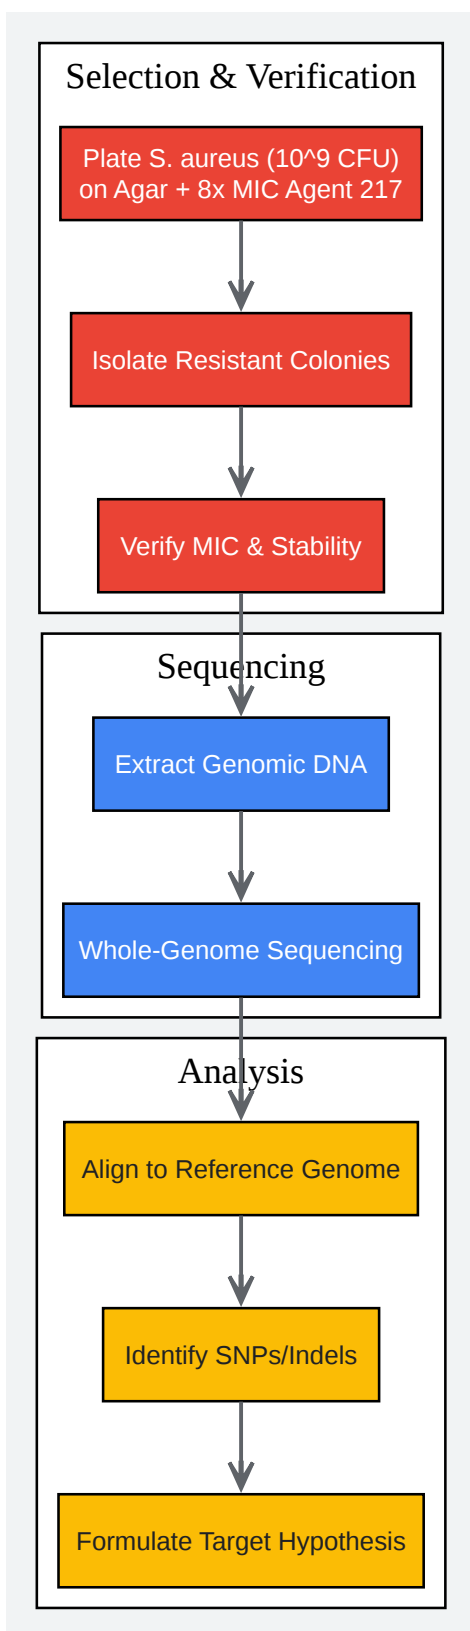 Selection & Verification
Plate S. aureus (10^9 CFU)
on Agar + 8x MIC Agent 217
Isolate Resistant Colonies
Verify MIC & Stability
Sequencing
Extract Genomic DNA
Whole-Genome Sequencing
Analysis
Align to Reference Genome
Identify SNPs/Indels
Formulate Target Hypothesis